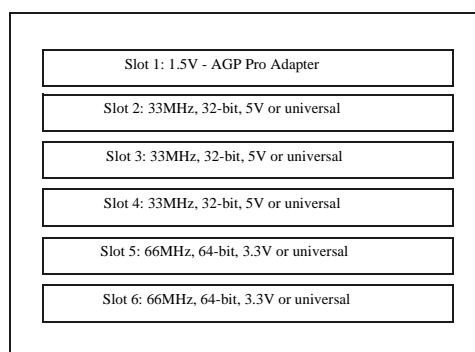 Slot 1: 1.5V - AGP Pro Adapter
Slot 2: 33MHz, 32-bit, 5V or universal
Slot 3: 33MHz, 32-bit, 5V or universal
Slot 4: 33MHz, 32-bit, 5V or universal
Slot 5: 66MHz, 64-bit, 3.3V or universal
Slot 6: 66MHz, 64-bit, 3.3V or universal